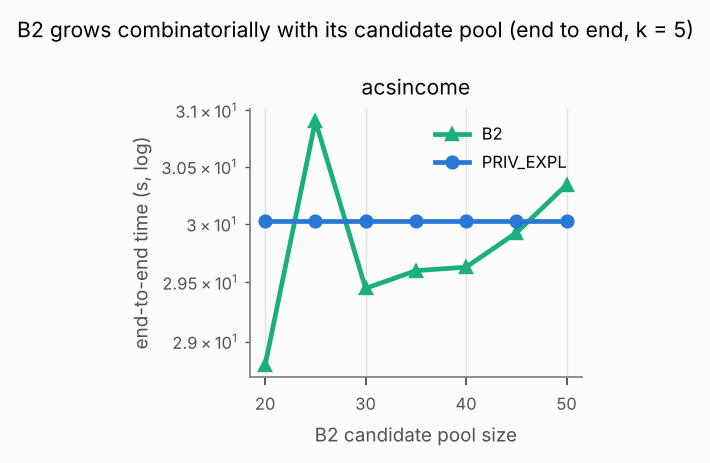 B2 grows combinatorially with its candidate pool (end to end, k = 5)
acsincome
end-to-end time (s, log)
3.1 × 10¹
3.05 × 10¹
3 × 10¹
2.95 × 10¹
2.9 × 10¹
B2
PRIV_EXPL
20 30 40 50
B2 candidate pool size